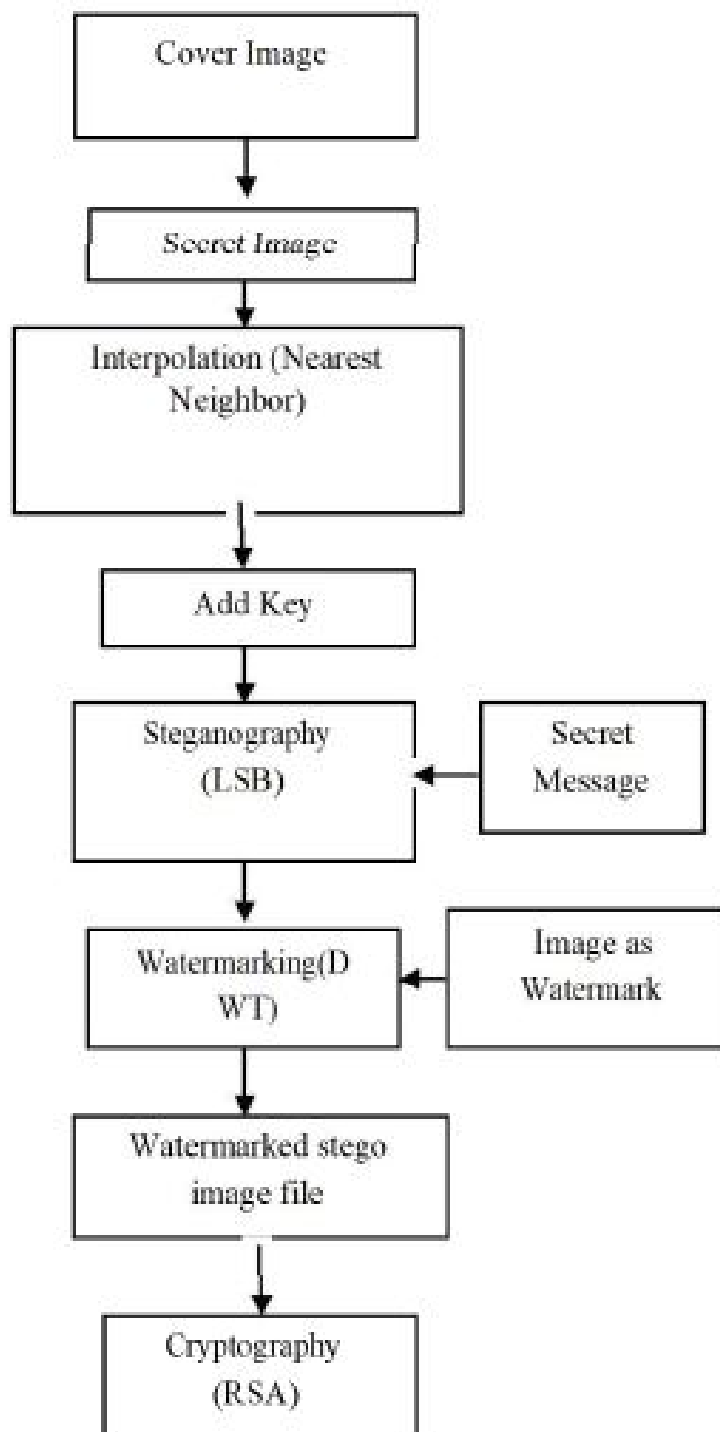 Cover Image
Secret Image
Interpolation (Nearest
Neighbor)
Add Key
Steganography
(LSB)
Secret
Message
Watermarking(D
WT)
Image as
Watermark
Watermarked stego
image file
Cryptography
(RSA)